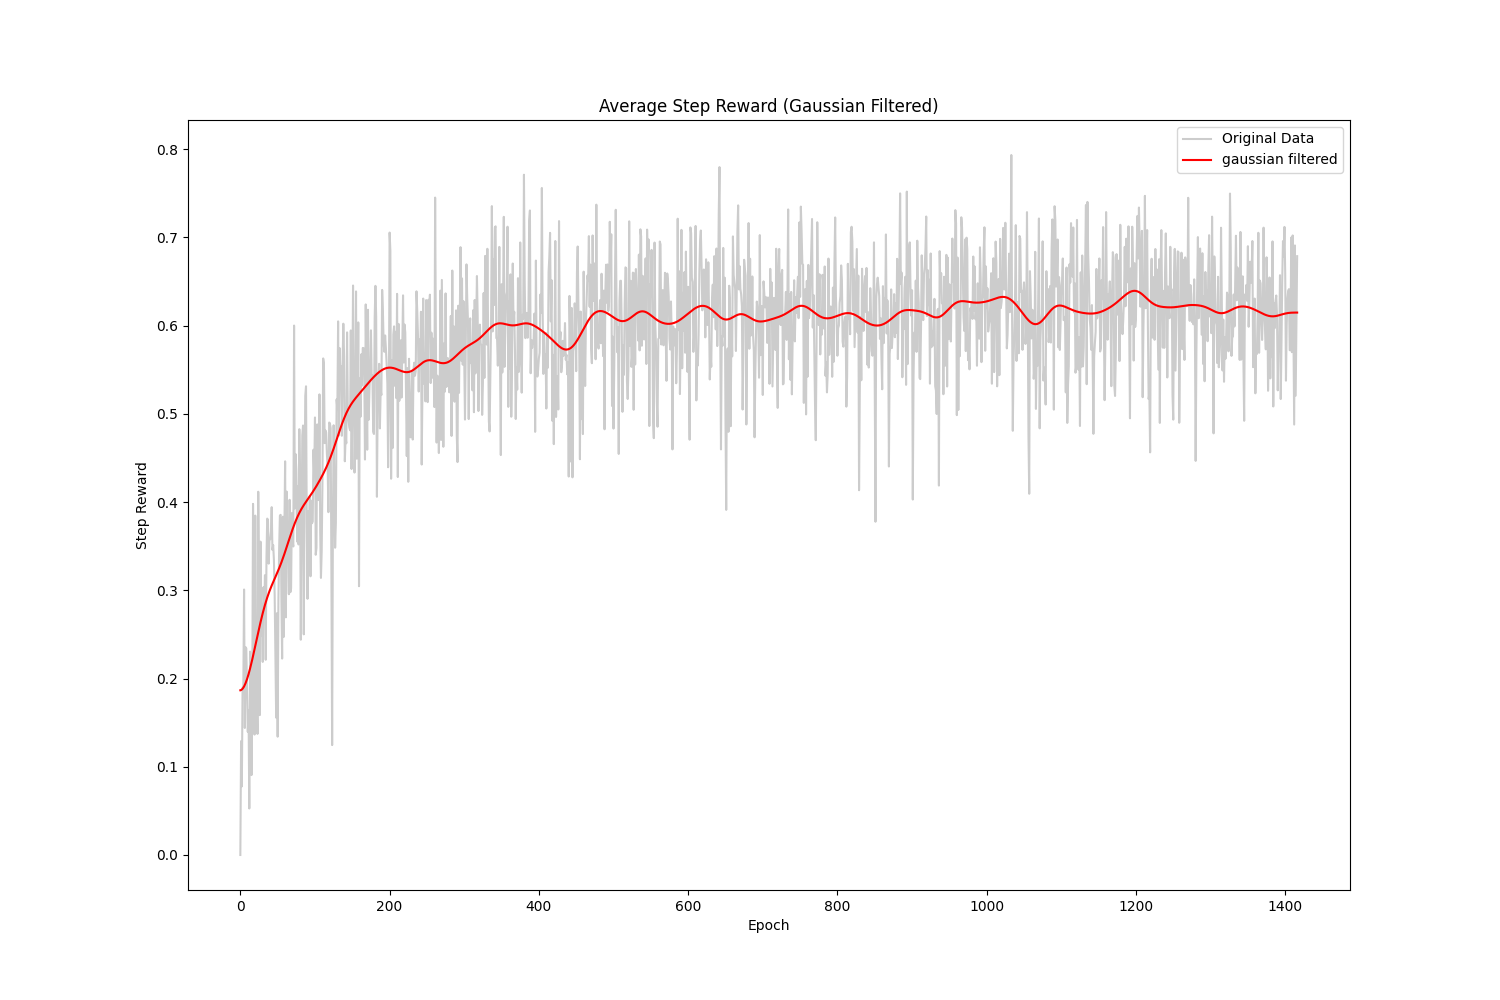 Average Step Reward (Gaussian Filtered)
Original Data
gaussian filtered
0.8
0.7
0.6
0.5
0.4
0.3
0.2
0.1
0.0
Step Reward
0 200 400 600 800 1000 1200 1400
Epoch